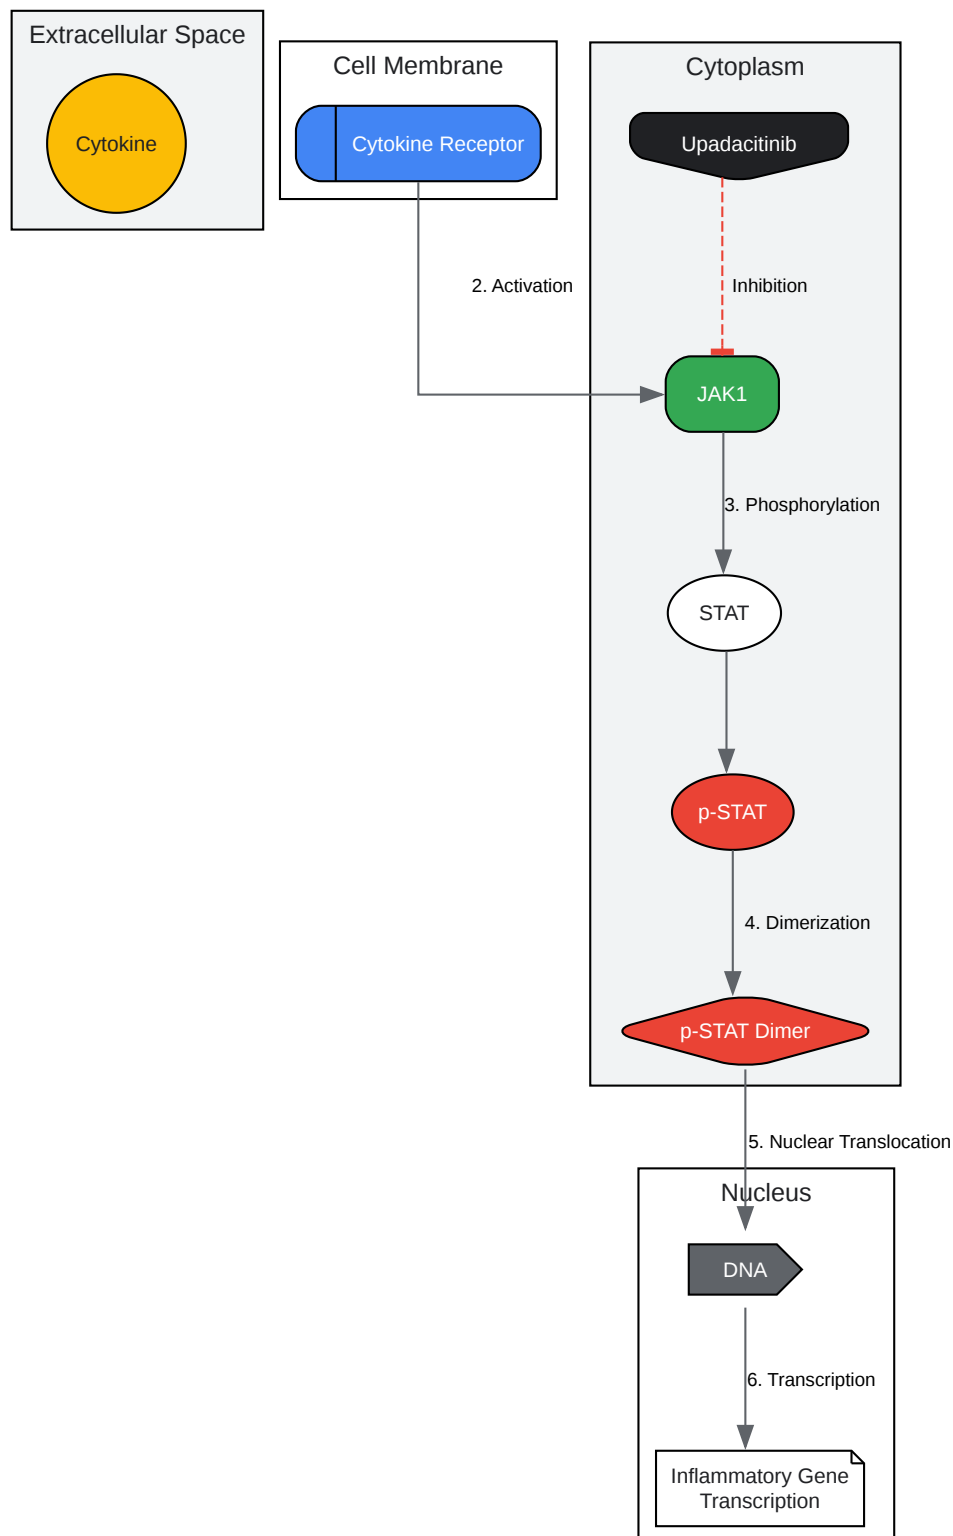 Extracellular Space
Cytokine
Cell Membrane
Cytokine Receptor
Cytoplasm
Upadacitinib
2. Activation
Inhibition
JAK1
3. Phosphorylation
STAT
p-STAT
4. Dimerization
p-STAT Dimer
5. Nuclear Translocation
Nucleus
DNA
6. Transcription
Inflammatory Gene
Transcription